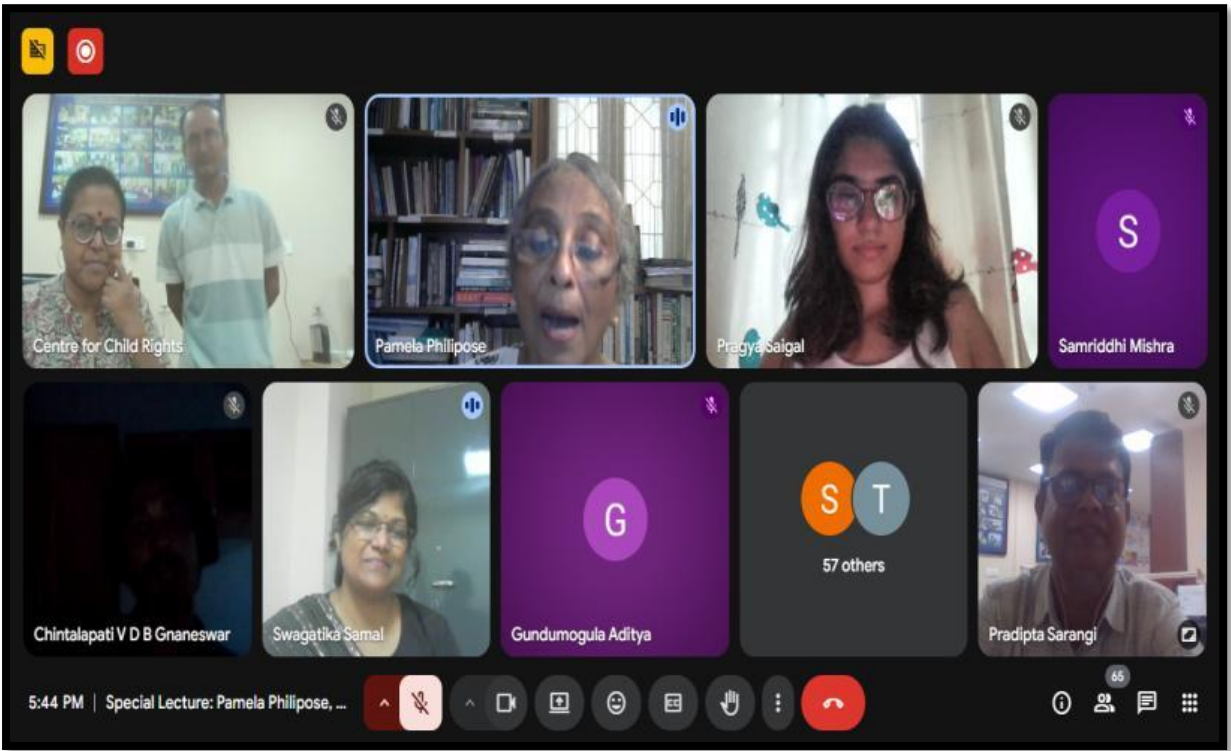 Centre for Child Rights
Pamela Philipose
Pragya Saigal
S
Samriddhi Mishra
Chintalapati V D B Gnaneswar
Swagatika Samal
G
Gundumogula Aditya
S T
57 others
Pradipta Sarangi
5:44 PM | Special Lecture: Pamela Philipose, ...
CC
65